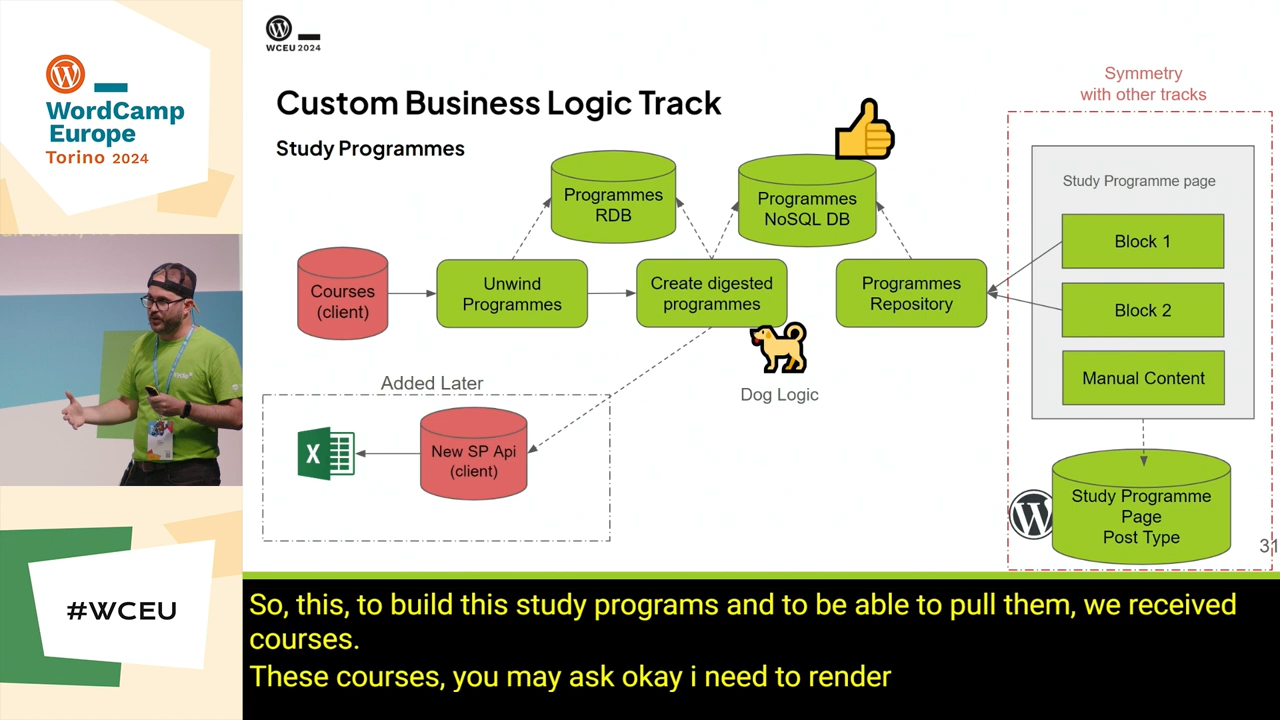 WordCamp
Europe
Torino 2024
#WCEU
WCEU 2024
Custom Business Logic Track
Study Programmes
Programmes
RDB
Programmes
NoSQL DB
Courses
(client)
Unwind
Programmes
Create digested
programmes
Programmes
Repository
Dog Logic
Added Later
X
New SP Api
(client)
Symmetry
with other tracks
Study Programme page
Block 1
Block 2
Manual Content
Study Programme
Page
Post Type
31
So, this, to build this study programs and to be able to pull them, we received
courses.
These courses, you may ask okay i need to render